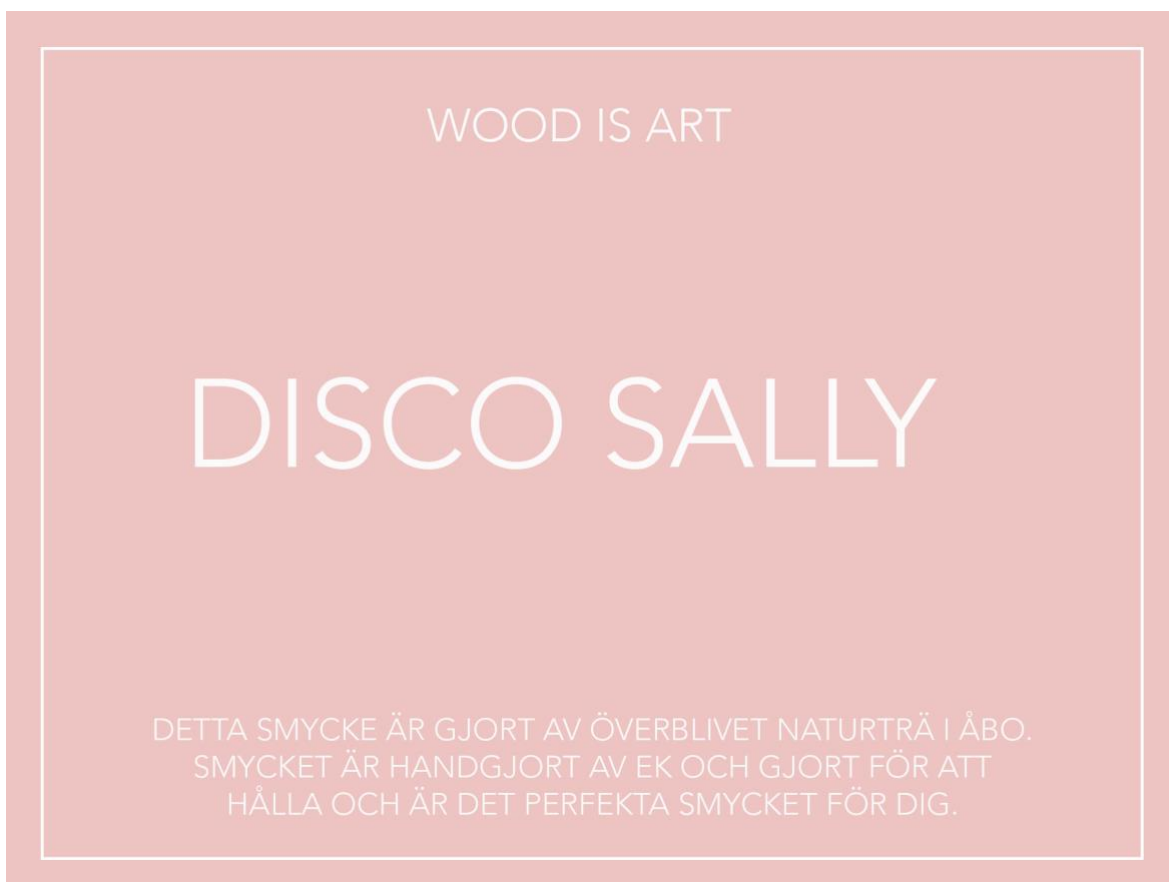 WOOD IS ART
DISCO SALLY
DETTA SMYCKE ÄR GJORT AV ÖVERBLIVET NATURTRÄ I ÅBO.
SMYCKET ÄR HANDGJORT AV EK OCH GJORT FÖR ATT
HÅLLA OCH ÄR DET PERFEKTA SMYCKET FÖR DIG.